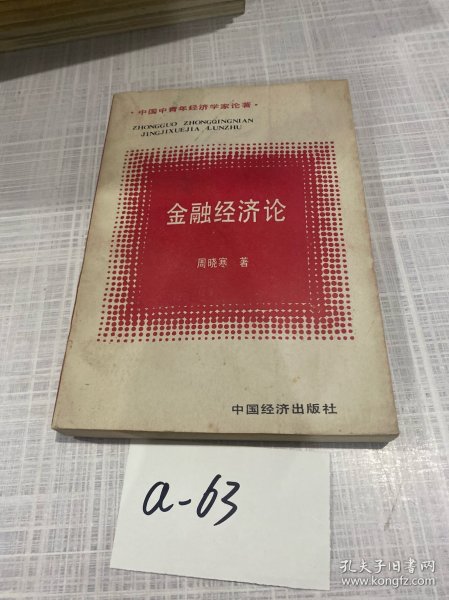 ·中国中青年经济学家论著·
ZHONGGUO ZHONGQINGNIAN
JINGJIXUEJIA LUNZHU
金融经济论
周晓寒 著
中国经济出版社
a-63
孔夫子旧书网
www.kongfz.com